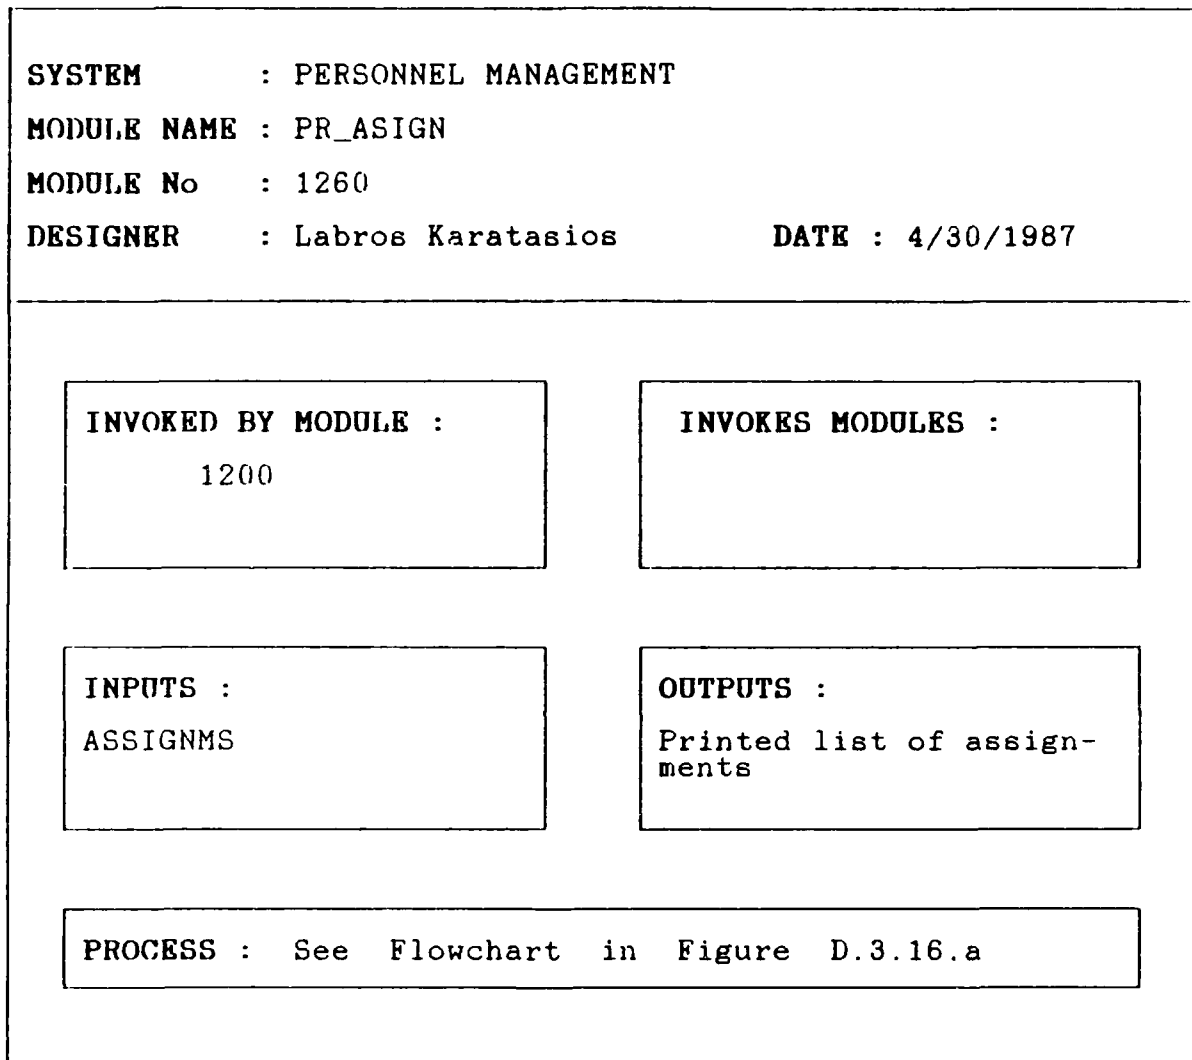 SYSTEM : PERSONNEL MANAGEMENT
MODULE NAME : PR_ASIGN
MODULE No : 1260
DESIGNER : Labros Karatasios DATE : 4/30/1987
INVOKED BY MODULE :
1200
INVOKES MODULES :
INPUTS :
ASSIGNMS
OUTPUTS :
Printed list of assign-
ments
PROCESS : See Flowchart in Figure D.3.16.a